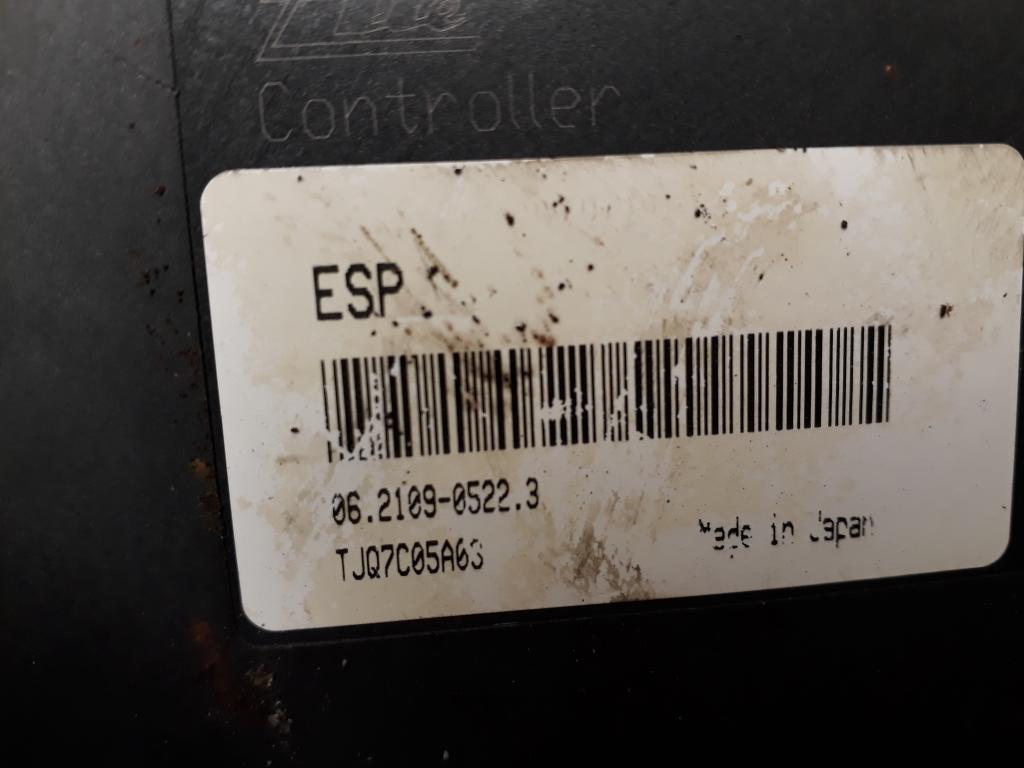 Controller
ESP
06.2109-0522.3
TJQ7C05A03
Made in Japan